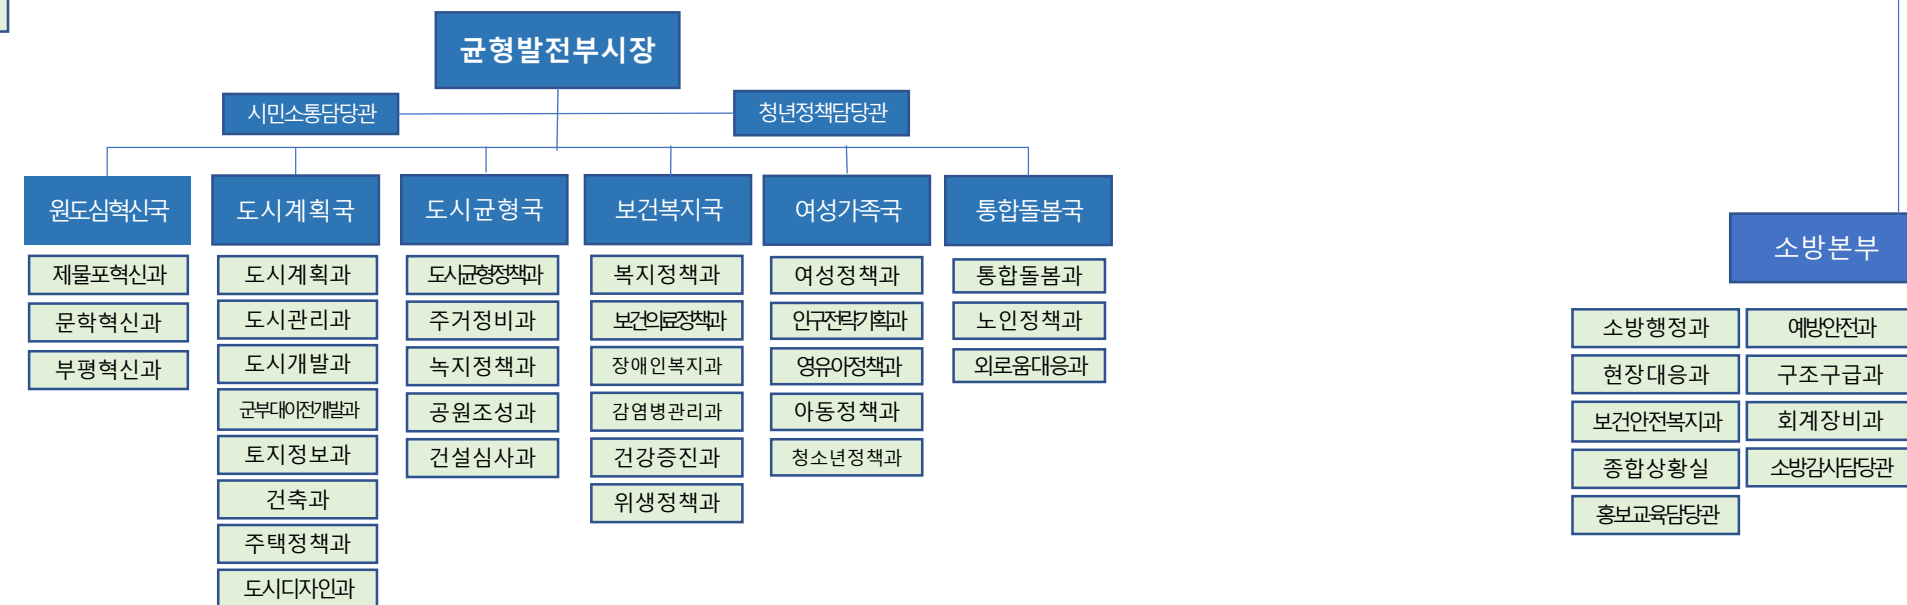 균형발전부시장
시민소통담당관
청년정책담당관
원도심혁신국
제물포혁신과
문학혁신과
부평혁신과
도시계획국
도시계획과
도시관리과
도시개발과
군부대이전개발과
토지정보과
건축과
주택정책과
도시디자인과
도시균형국
도시균형정책과
주거정비과
녹지정책과
공원조성과
건설심사과
보건복지국
복지정책과
보건의료정책과
장애인복지과
감염병관리과
건강증진과
위생정책과
여성가족국
여성정책과
인구전략기획과
영유아정책과
아동정책과
청소년정책과
통합돌봄국
통합돌봄과
노인정책과
외로움대응과
소방본부
소방행정과
현장대응과
보건안전복지과
종합상황실
홍보교육담당관
예방안전과
구조구급과
회계장비과
소방감사담당관